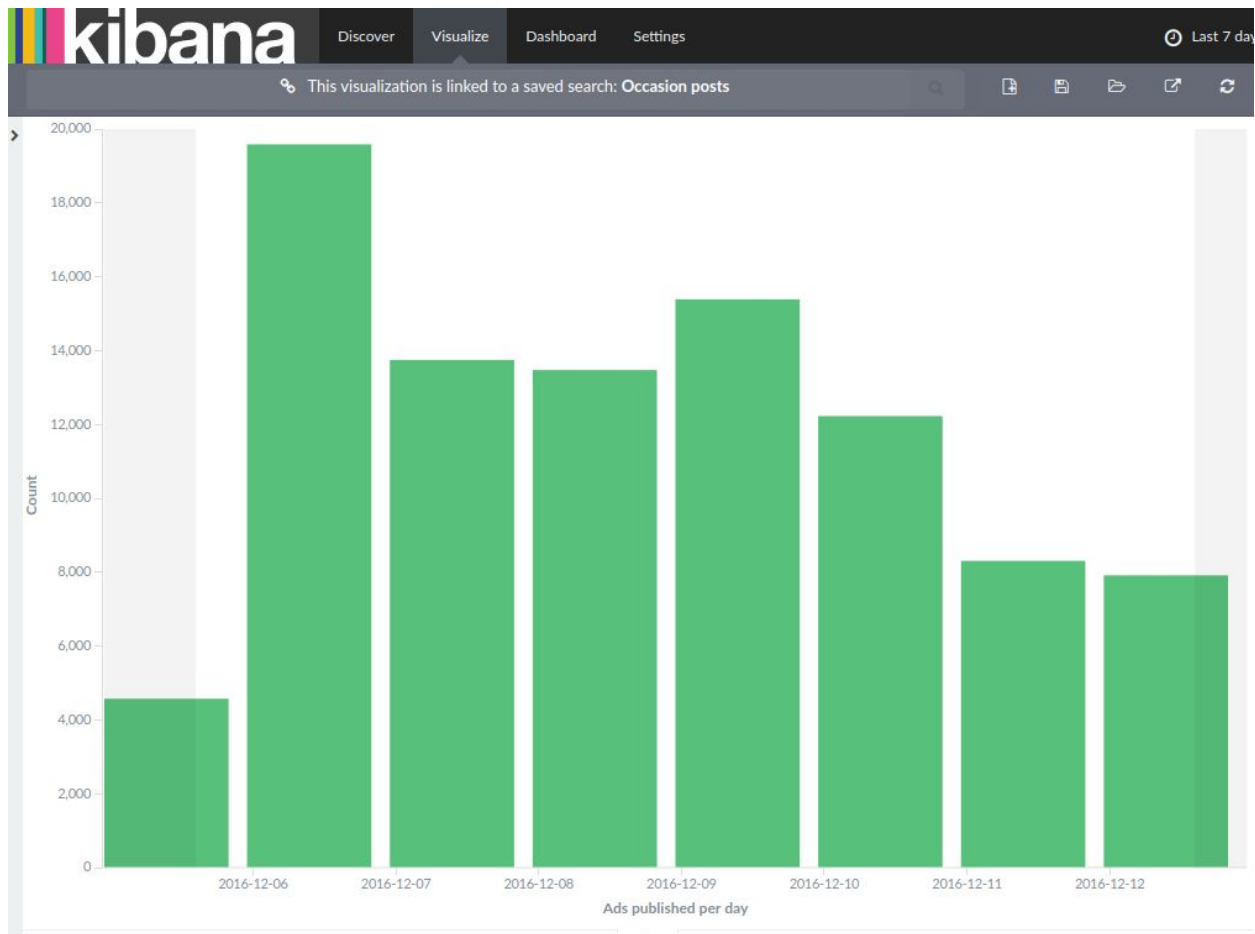 kibana
Discover
Visualize
Dashboard
Settings
Last 7 day
This visualization is linked to a saved search: Occasion posts
20,000
18,000
16,000
14,000
12,000
10,000
8,000
6,000
4,000
2,000
0
Count
2016-12-06
2016-12-07
2016-12-08
2016-12-09
2016-12-10
2016-12-11
2016-12-12
Ads published per day